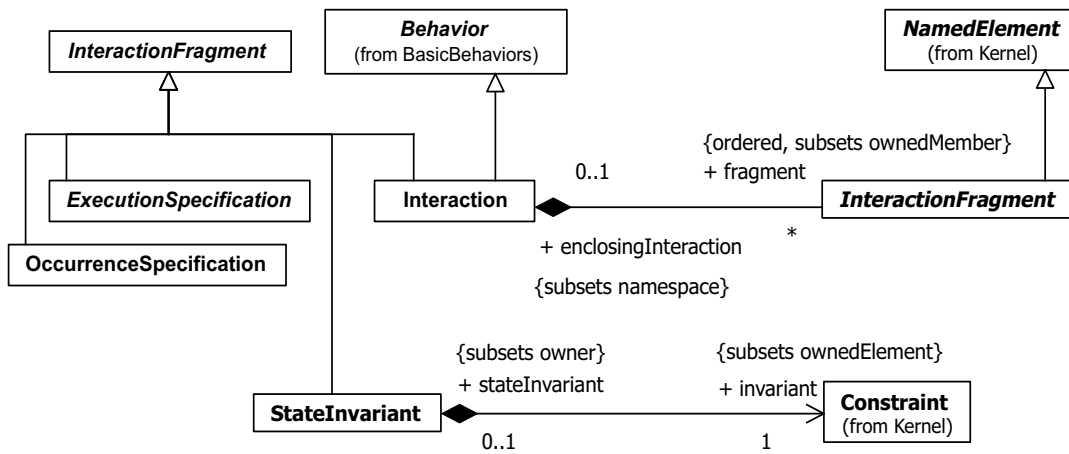 InteractionFragment
Behavior
(from BasicBehaviors)
NamedElement
(from Kernel)
{ordered, subsets ownedMember}
0..1
+ fragment
ExecutionSpecification
Interaction
InteractionFragment
+ enclosingInteraction
*
OccurrenceSpecification
{subsets namespace}
{subsets owner}
{subsets ownedElement}
+ stateInvariant
+ invariant
StateInvariant
Constraint
(from Kernel)
0..1
1